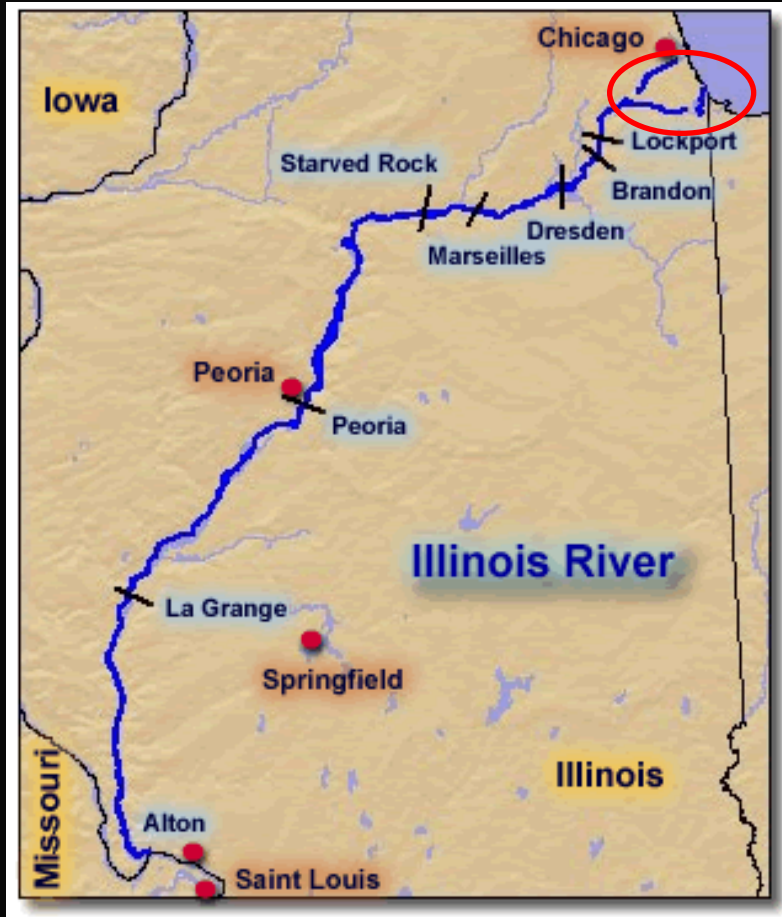 Chicago
Iowa
Lockport
Starved Rock
Brandon
Dresden
Marseilles
Peoria
Peoria
Illinois River
La Grange
Springfield
Illinois
Missouri
Alton
Saint Louis